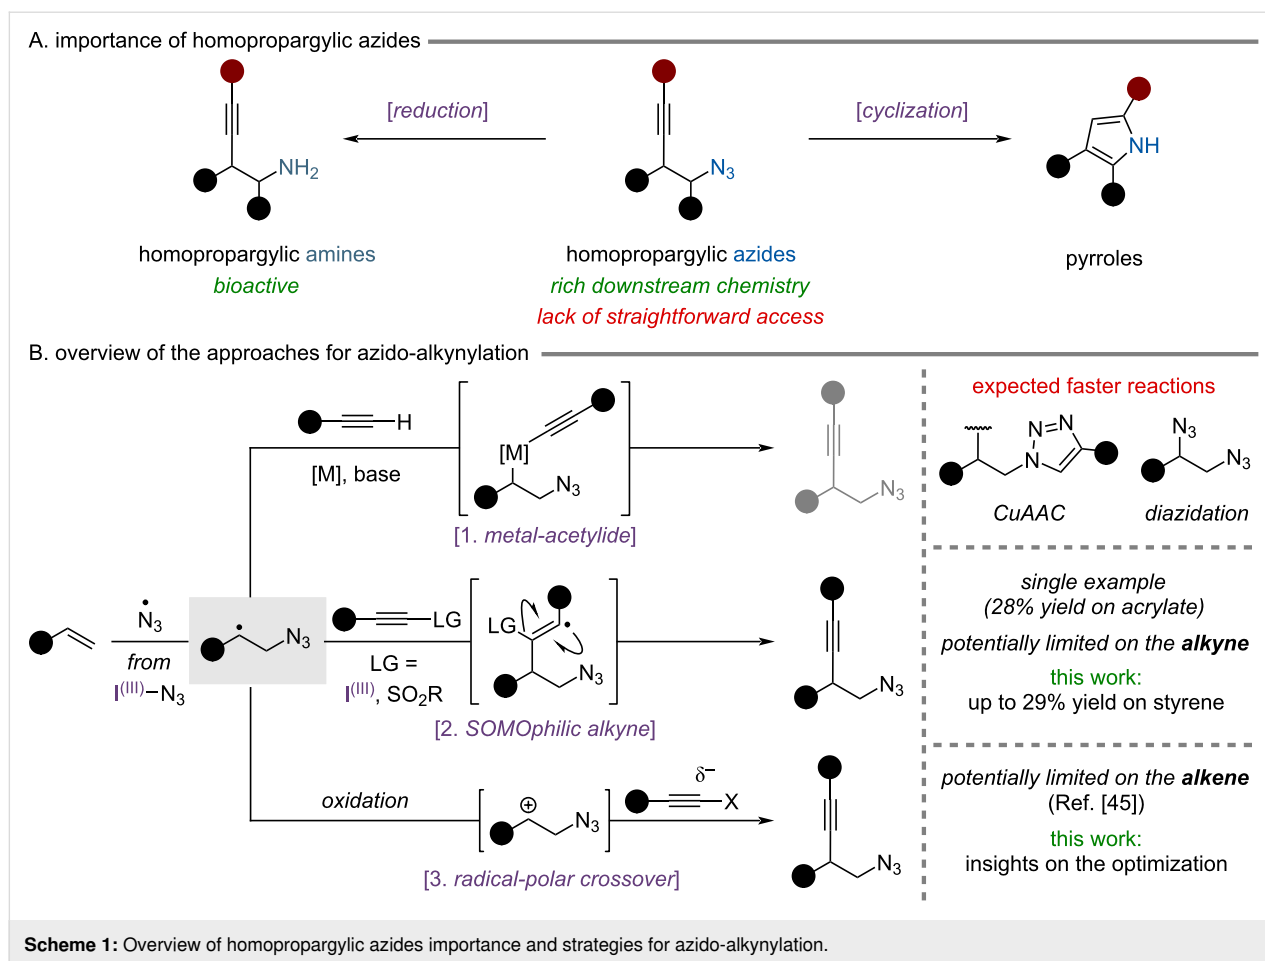 A. importance of homopropargylic azides
[reduction]
[cyclization]
NH2
N3
NH
homopropargylic amines
bioactive
homopropargylic azides
rich downstream chemistry
lack of straightforward access
pyrroles
B. overview of the approaches for azido-alkynylation
H
[M], base
[M]
N3
[1. metal-acetylide]
N3
expected faster reactions
N=N
N
N3
N3
CuAAC
diazidation
N3
from
I(III)–N3
N3
LG
LG =
I(III), SO2R
LG
N3
[2. SOMOphilic alkyne]
N3
single example
(28% yield on acrylate)
potentially limited on the alkyne
this work:
up to 29% yield on styrene
oxidation
⊕
N3
δ−
X
[3. radical-polar crossover]
N3
potentially limited on the alkene
(Ref. [45])
this work:
insights on the optimization
Scheme 1: Overview of homopropargylic azides importance and strategies for azido-alkynylation.